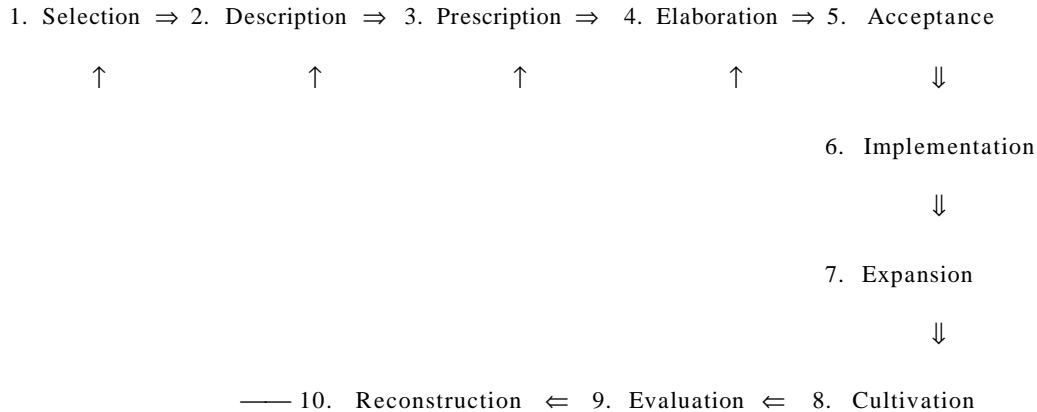 1. Selection ⇒ 2. Description ⇒ 3. Prescription ⇒ 4. Elaboration ⇒ 5. Acceptance
↑ ↑ ↑ ↑ ⇓
6. Implementation
⇓
7. Expansion
⇓
—— 10. Reconstruction ⇐ 9. Evaluation ⇐ 8. Cultivation